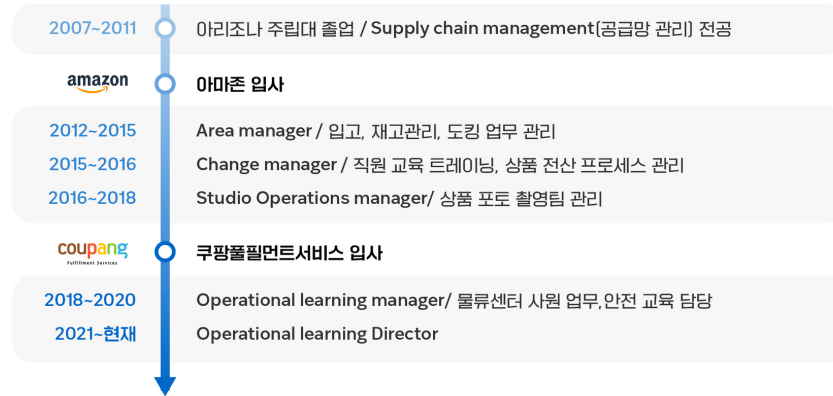 2007~2011 아리조나 주립대 졸업 / Supply chain management(공급망 관리) 전공
amazon 아마존 입사
2012~2015 Area manager / 입고, 재고관리, 도킹 업무 관리
2015~2016 Change manager / 직원 교육 트레이닝, 상품 전산 프로세스 관리
2016~2018 Studio Operations manager/ 상품 포토 촬영팀 관리
coupang 쿠팡풀필먼트서비스 입사
Fulfillment Services
2018~2020 Operational learning manager/ 물류센터 사원 업무,안전 교육 담당
2021~현재 Operational learning Director